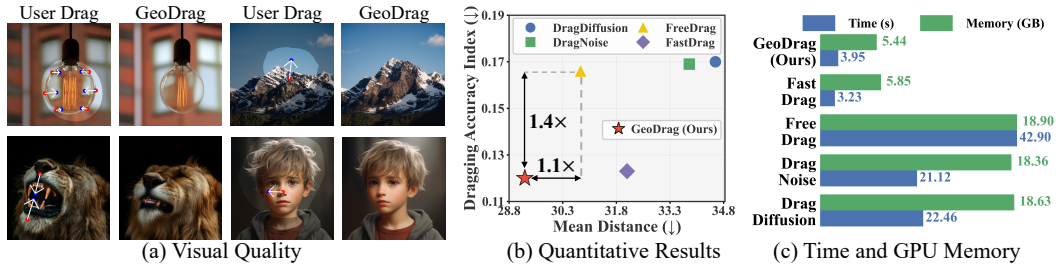 User Drag GeoDrag User Drag GeoDrag
(a) Visual Quality
Dragging Accuracy Index (↓)
0.19
0.17
0.15
0.13
0.11
DragDiffusion FreeDrag
DragNoise FastDrag
1.4×
GeoDrag (Ours)
1.1×
28.8 30.3 31.8 33.3 34.8
Mean Distance (↓)
(b) Quantitative Results
Time (s) Memory (GB)
GeoDrag
(Ours)
5.44
3.95
Fast
Drag
5.85
3.23
Free
Drag
18.90
42.90
Drag
Noise
18.36
21.12
Drag
Diffusion
18.63
22.46
(c) Time and GPU Memory